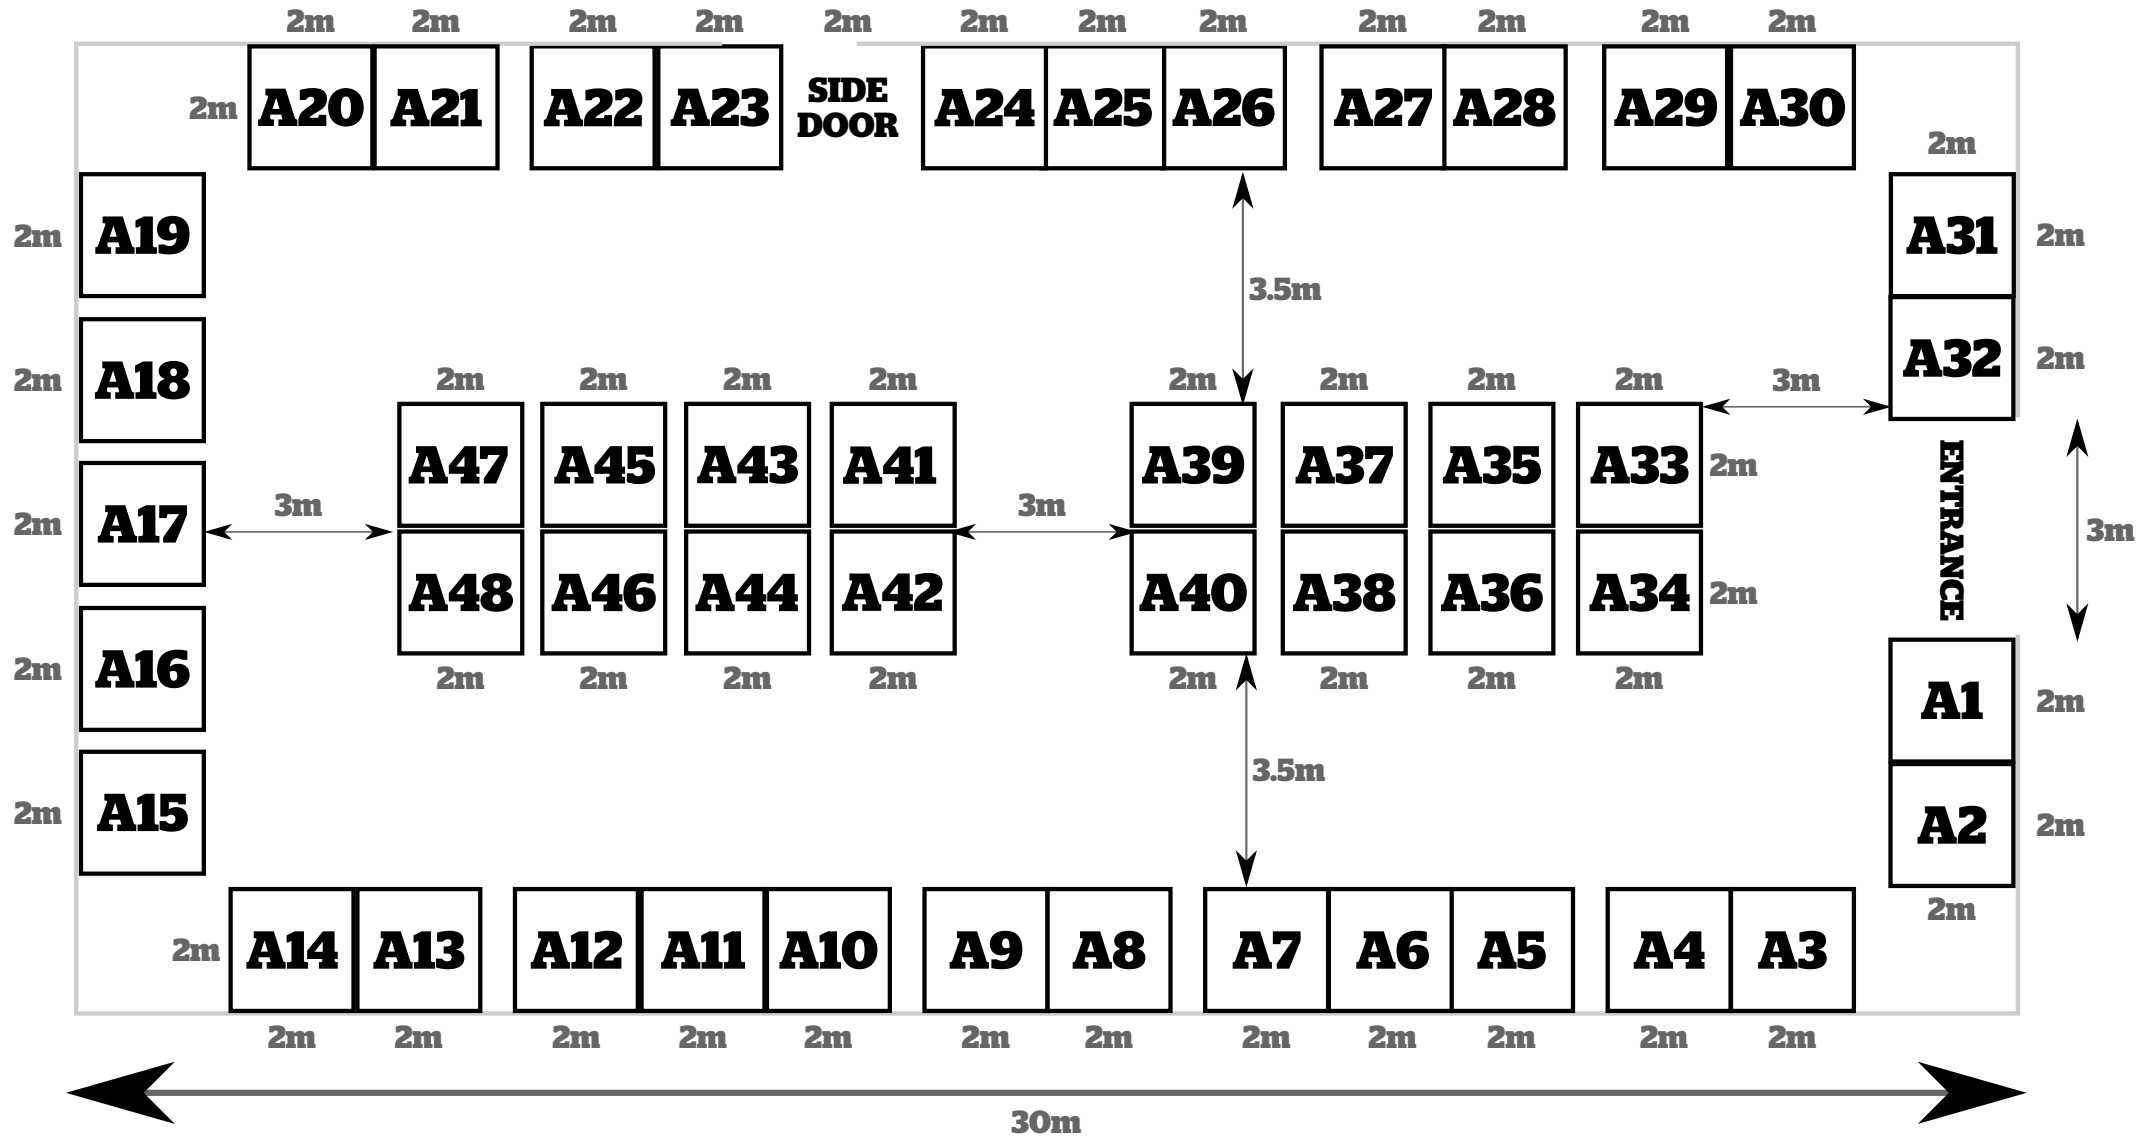 2m 2m 2m 2m 2m 2m 2m 2m 2m 2m 2m 2m
2m A20 A21 A22 A23 SIDE DOOR A24 A25 A26 A27 A28 A29 A30
2m
2m A19 A31 2m
3.5m
2m A18 A32 2m
2m 2m 2m 2m 2m 2m 2m 2m 3m
A47 A45 A43 A41 A39 A37 A35 A33 2m
2m A17 3m 3m ENTRANCE 3m
A48 A46 A44 A42 A40 A38 A36 A34 2m
2m A16 2m 2m 2m 2m 2m 2m 2m 2m A1 2m
3.5m
2m A15 A2 2m
2m
2m A14 A13 A12 A11 A10 A9 A8 A7 A6 A5 A4 A3
2m 2m 2m 2m 2m 2m 2m 2m 2m 2m 2m 2m
30m